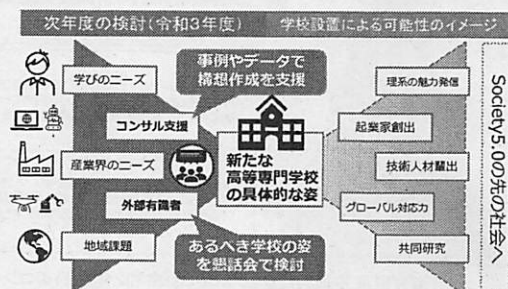 次年度の検討(令和3年度)
学校設置による可能性のイメージ
学びのニーズ
コンサル支援
産業界のニーズ
外部有識者
地域課題
事例やデータで
構想作成を支援
新たな
高等専門学校
の具体的な姿
あるべき学校の姿
を懇話会で検討
理系の魅力発信
起業家創出
技術人材輩出
グローバル対応力
共同研究
Society5.0の先の社会へ